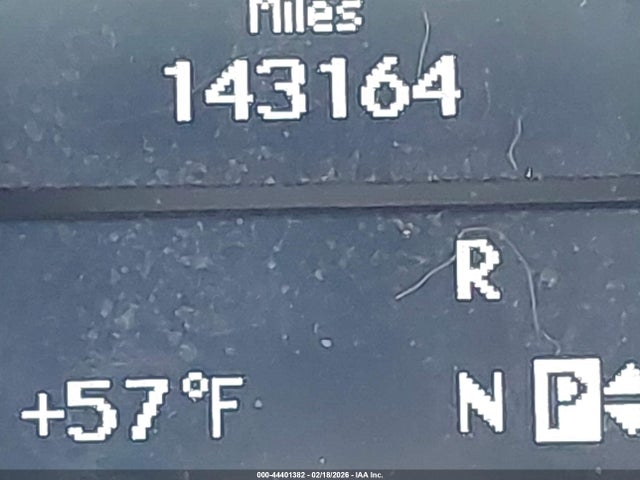 Miles
143164
R
+57°F N P
000-44401382 - 02/18/2026 - IAA Inc.